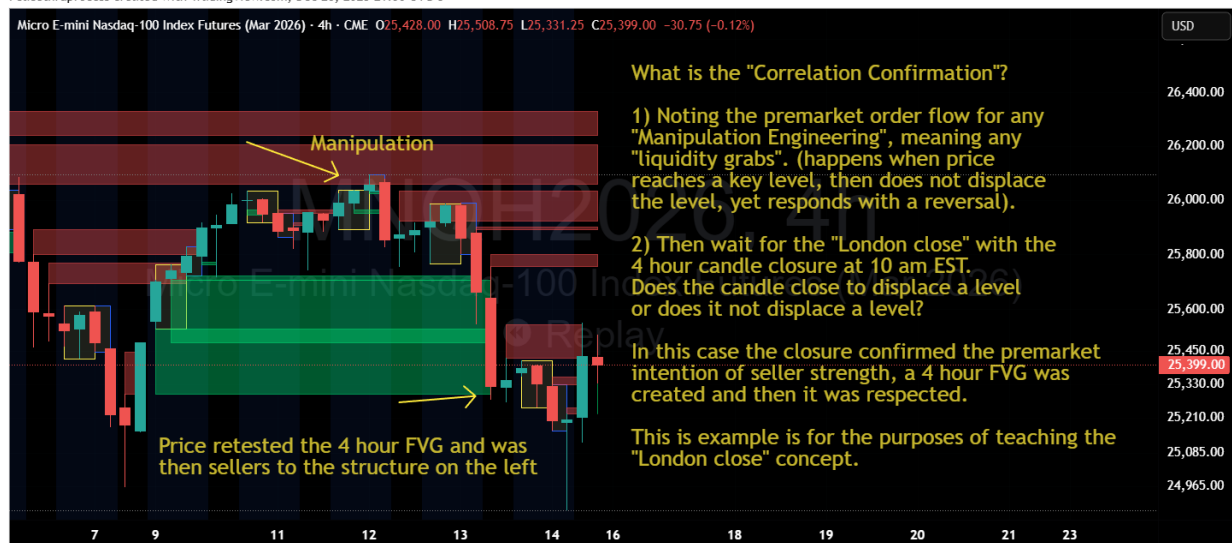 Micro E-mini Nasdaq-100 Index Futures (Mar 2026) · 4h · CME O25,428.00 H25,508.75 L25,331.25 C25,399.00 -30.75 (-0.12%)
USD
What is the "Correlation Confirmation"?
1) Noting the premarket order flow for any
"Manipulation Engineering", meaning any
"liquidity grabs". (happens when price
reaches a key level, then does not displace
the level, yet responds with a reversal).
2) Then wait for the "London close" with the
4 hour candle closure at 10 am EST.
Does the candle close to displace a level
or does it not displace a level?
In this case the closure confirmed the premarket
intention of seller strength, a 4 hour FVG was
created and then it was respected.
This is example is for the purposes of teaching the
"London close" concept.
Manipulation
Price retested the 4 hour FVG and was
then sellers to the structure on the left
MNQH2026, 4h
Micro E-mini Nasdaq-100 Index Futures (Mar 2026)
Replay
26,400.00
26,200.00
26,000.00
25,800.00
25,600.00
25,450.00
25,399.00
25,330.00
25,210.00
25,085.00
24,965.00
7 9 11 12 13 14 16 18 19 20 21 23